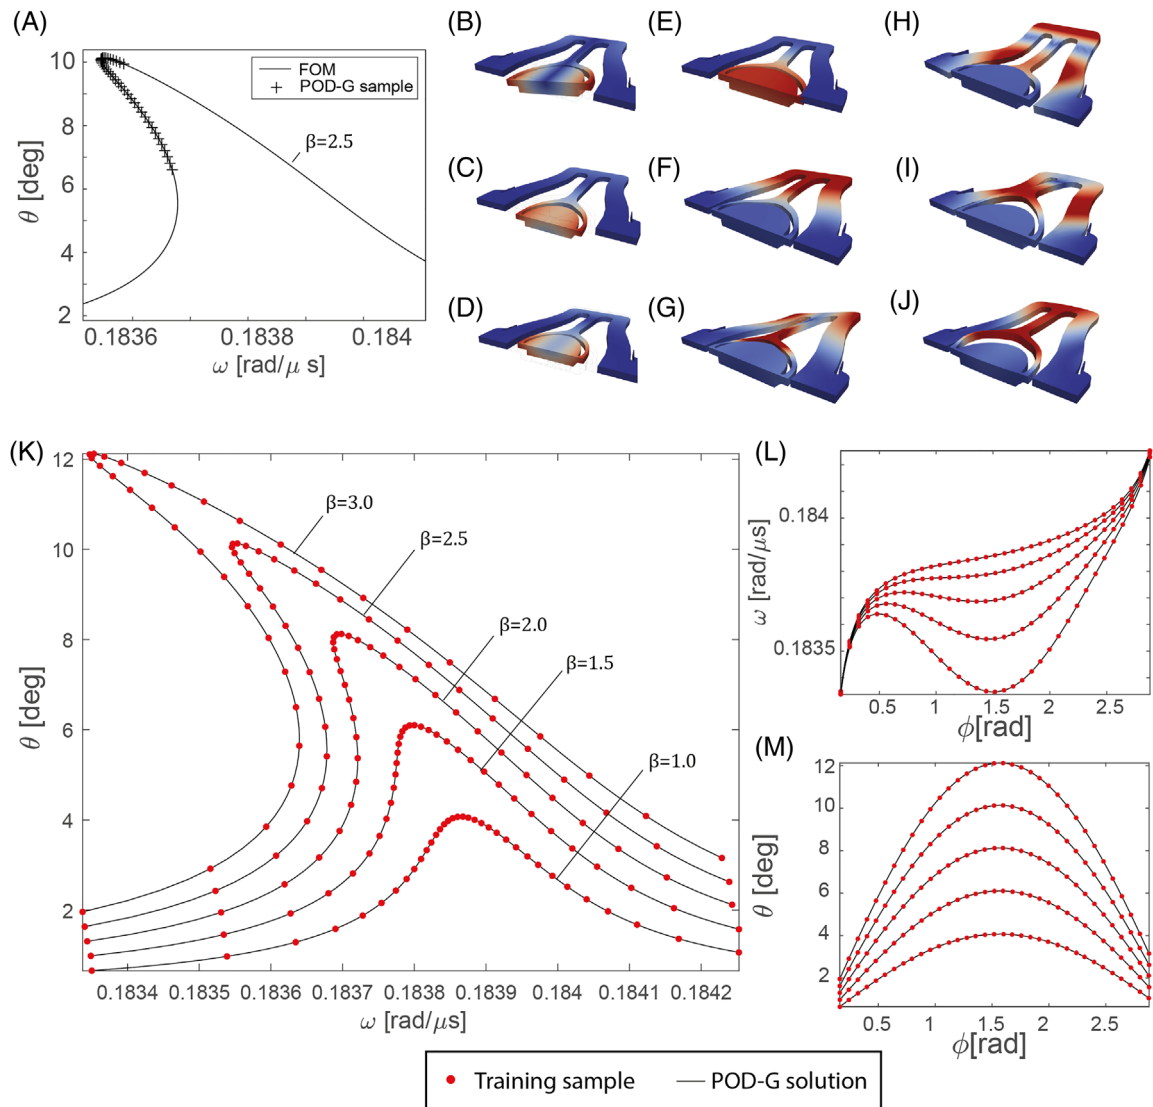 (A)
10
8
6
4
2
θ [deg]
FOM
POD-G sample
β=2.5
0.1836
0.1838
0.184
ω [rad/μ s]
(B)
(E)
(H)
(C)
(F)
(I)
(D)
(G)
(J)
(K)
12
10
8
6
4
2
θ [deg]
β=3.0
β=2.5
β=2.0
β=1.5
β=1.0
0.1834
0.1835
0.1836
0.1837
0.1838
0.1839
0.184
0.1841
0.1842
ω [rad/μs]
(L)
0.184
0.1835
ω [rad/μs]
0.5
1
1.5
2
2.5
ϕ[rad]
(M)
12
10
8
6
4
2
θ [deg]
0.5
1
1.5
2
2.5
ϕ[rad]
Training sample
POD-G solution